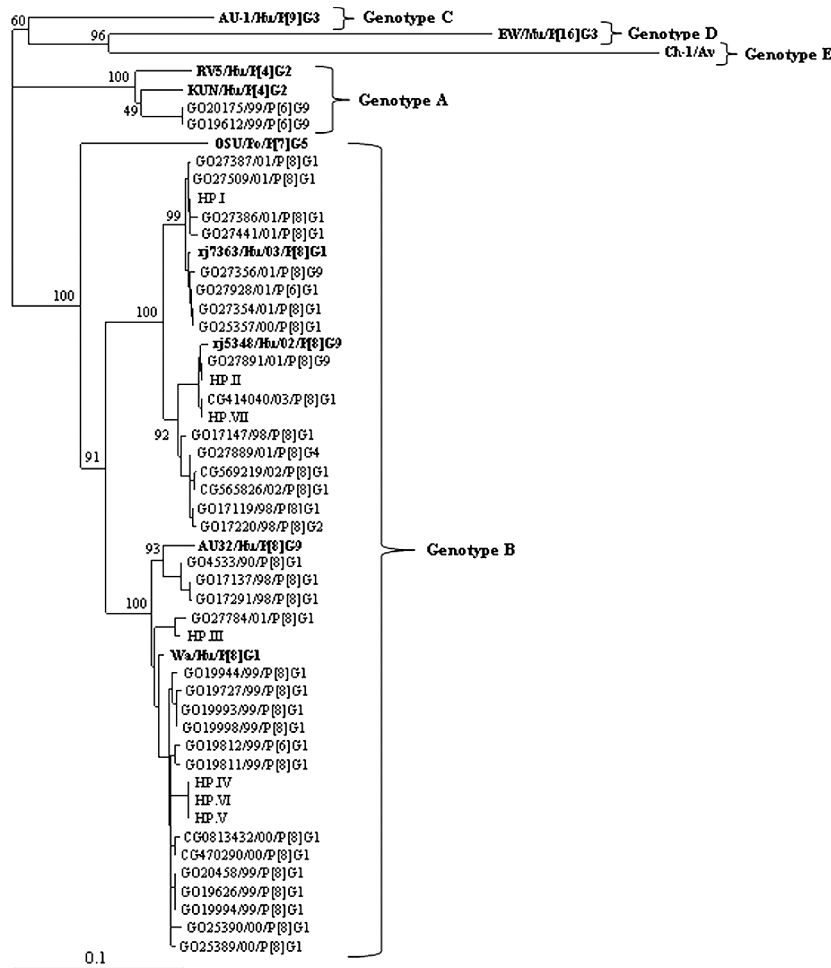 AU-1/Hu/P[9]G3
Genotype C
60
EW/Mu/P[16]G3
Genotype D
96
Ch-1/Av
Genotype E
RV5/Hu/P[4]G2
100
KUN/Hu/P[4]G2
Genotype A
49
GO20175/99/P[6]G9
GO19612/99/P[6]G9
OSU/Po/P[7]G5
GO27387/01/P[8]G1
GO27509/01/P[8]G1
HP.I
99
GO27386/01/P[8]G1
GO27441/01/P[8]G1
rj7363/Hu/03/P[8]G1
GO27356/01/P[8]G9
GO27928/01/P[6]G1
100
100
GO27354/01/P[8]G1
GO25357/00/P[8]G1
rj5348/Hu/02/P[8]G9
GO27891/01/P[8]G9
HP.II
CG414040/03/P[8]G1
HP.VII
92
GO17147/98/P[8]G1
GO27889/01/P[8]G4
91
CG569219/02/P[8]G1
CG565826/02/P[8]G1
GO17119/98/P[8]G1
GO17220/98/P[8]G2
93
AU32/Hu/P[8]G9
Genotype B
GO4533/90/P[8]G1
GO17137/98/P[8]G1
GO17291/98/P[8]G1
100
GO27784/01/P[8]G1
HP.III
Wa/Hu/P[8]G1
GO19944/99/P[8]G1
GO19727/99/P[8]G1
GO19993/99/P[8]G1
GO19998/99/P[8]G1
GO19812/99/P[6]G1
GO19811/99/P[8]G1
HP.IV
HP.VI
HP.V
CG0813432/00/P[8]G1
CG470290/00/P[8]G1
GO20458/99/P[8]G1
GO19626/99/P[8]G1
GO19994/99/P[8]G1
GO25390/00/P[8]G1
GO25389/00/P[8]G1
0.1